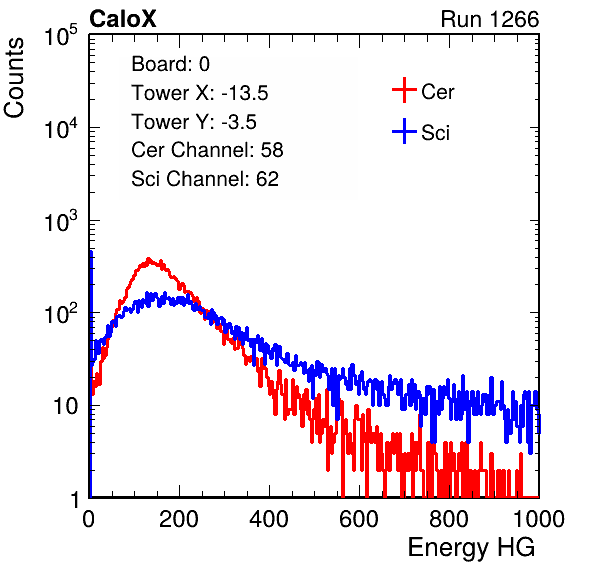 CaloX Run 1266
Counts
10^5
10^4
10^3
10^2
10
1
Board: 0
Tower X: -13.5
Tower Y: -3.5
Cer Channel: 58
Sci Channel: 62
Cer
Sci
0 200 400 600 800 1000
Energy HG